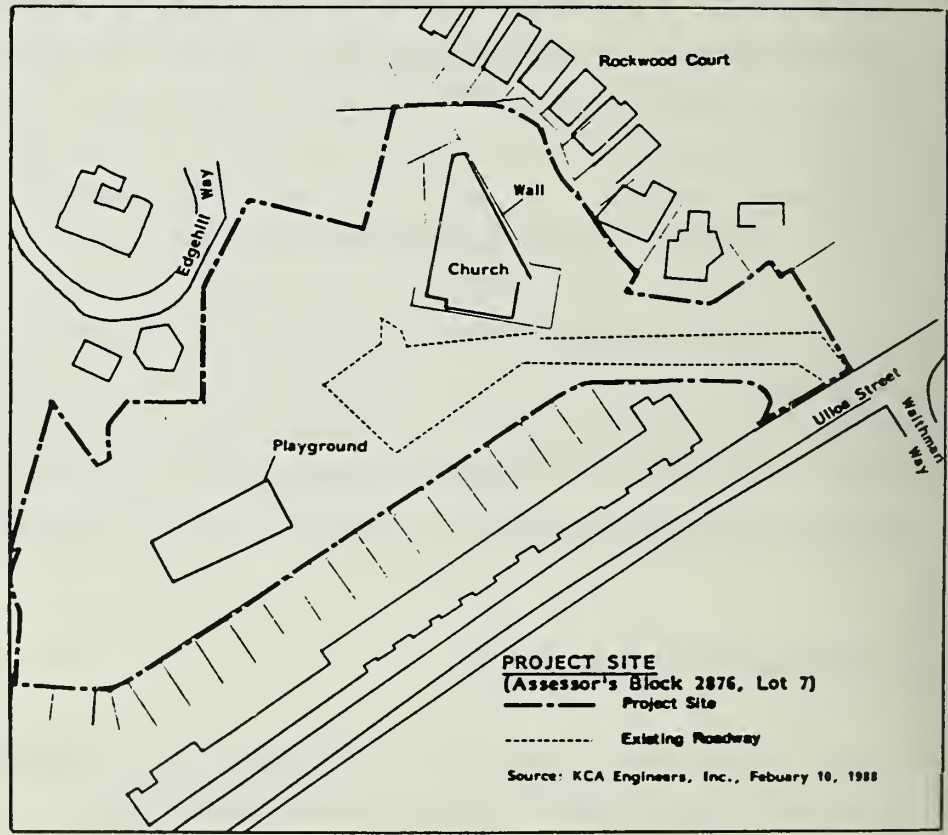 Rockwood Court
Edgehill Way
Wall
Church
Ulloa Street
Waithman
Way
Playground
PROJECT SITE
(Assessor's Block 2876, Lot 7)
Project Site
Existing Roadway
Source: KCA Engineers, Inc., Febuary 10, 1988